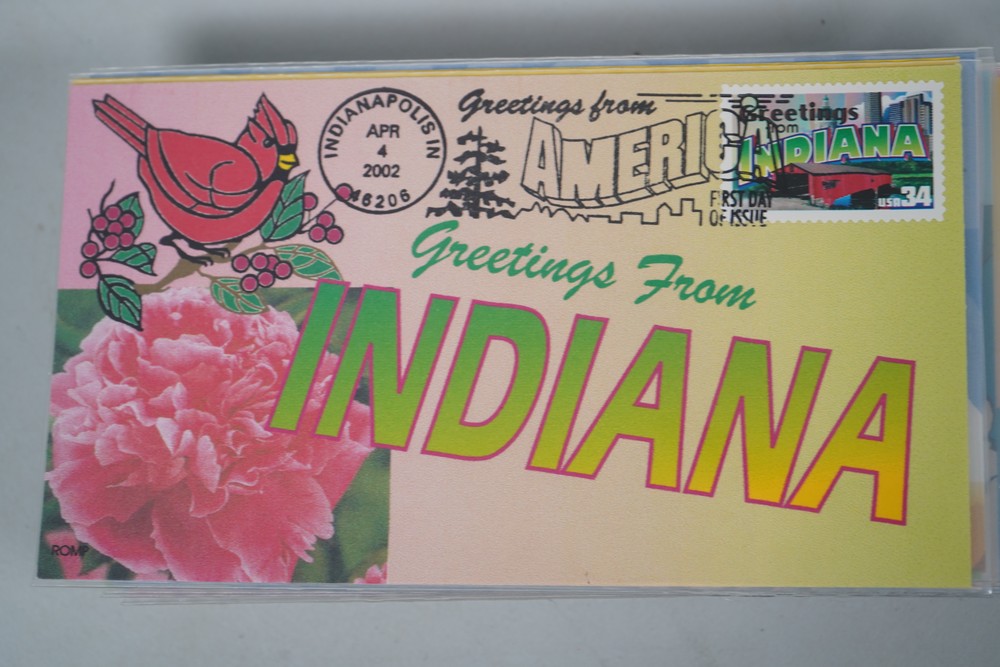 INDIANAPOLIS IN
APR
4
2002
46206
Greetings from
AMERICA
FIRST DAY
OF ISSUE
Greetings
from
INDIANA
USA 34
Greetings From
INDIANA
ROMP